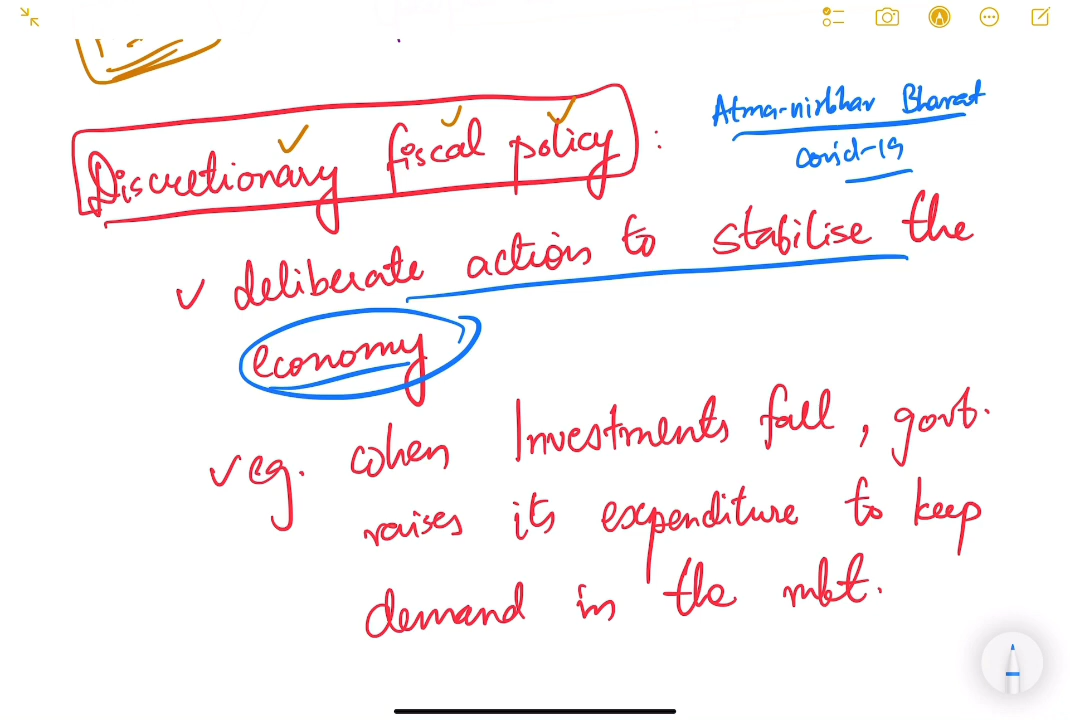 Discretionary fiscal policy :
Atma-nirbhar Bharat
Covid-19
deliberate actions to stabilise the
economy
eg. when Investments fall, govt.
raises its expenditure to keep
demand in the mkt.